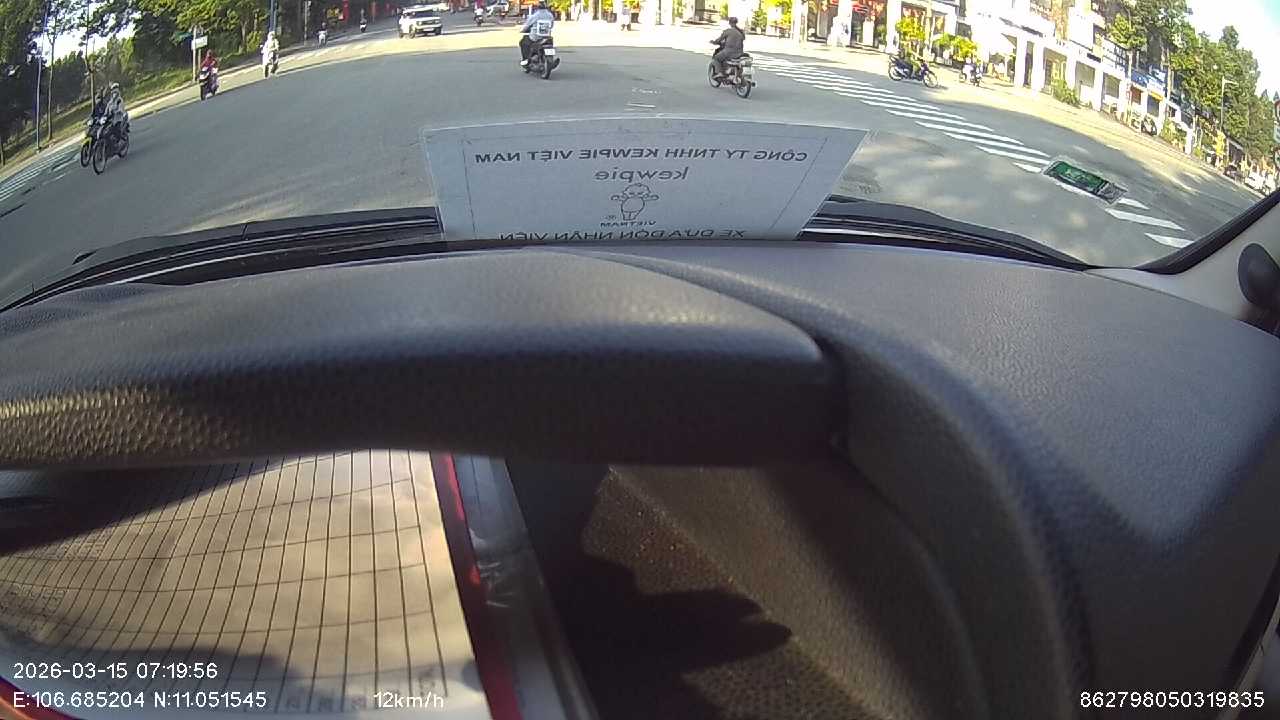 CÔNG TY TNHH KEWPIE VIỆT NAM
kewpie
®
VIETNAM
XE ĐƯA ĐÓN NHÂN VIÊN
2026-03-15 07:19:56
E:106.685204 N:11.051545 12km/h
862798050319835